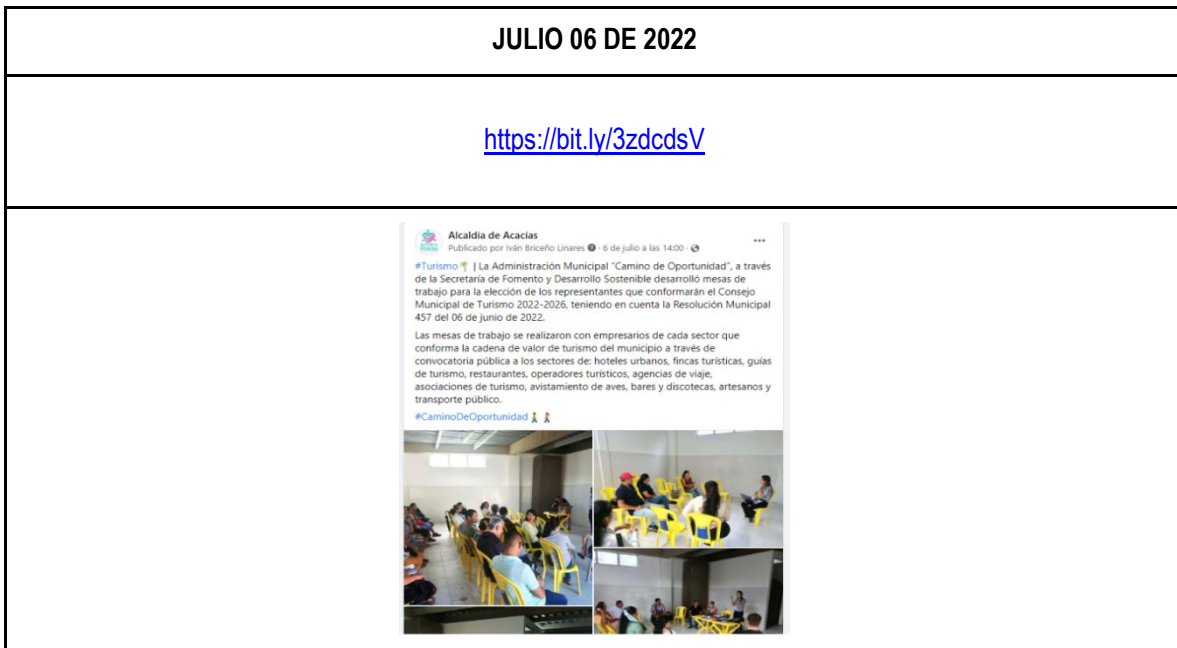 JULIO 06 DE 2022
https://bit.ly/3zdcdsV
Alcaldía de Acacías
Publicado por Iván Briceño Linares · 6 de julio a las 14:00 ·
#Turismo | La Administración Municipal "Camino de Oportunidad", a través
de la Secretaría de Fomento y Desarrollo Sostenible desarrolló mesas de
trabajo para la elección de los representantes que conformarán el Consejo
Municipal de Turismo 2022-2026, teniendo en cuenta la Resolución Municipal
457 del 06 de junio de 2022.
Las mesas de trabajo se realizaron con empresarios de cada sector que
conforma la cadena de valor de turismo del municipio a través de
convocatoria pública a los sectores de: hoteles urbanos, fincas turísticas, guías
de turismo, restaurantes, operadores turísticos, agencias de viaje,
asociaciones de turismo, avistamiento de aves, bares y discotecas, artesanos y
transporte público.
#CaminoDeOportunidad